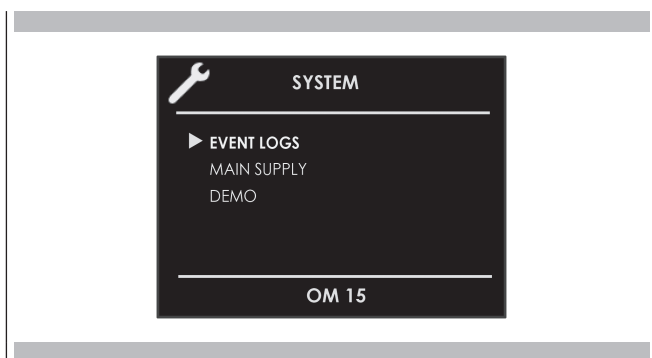 SYSTEM
EVENT LOGS
MAIN SUPPLY
DEMO
OM 15